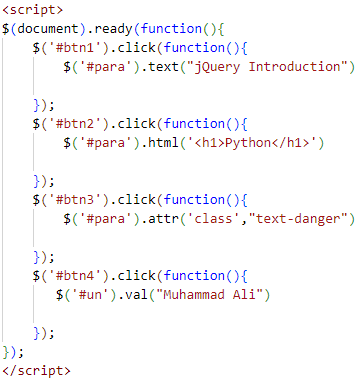 <script>
$(document).ready(function(){
    $('#btn1').click(function(){
        $('#para').text("jQuery Introduction")

    });
    $('#btn2').click(function(){
        $('#para').html('<h1>Python</h1>')

    });
    $('#btn3').click(function(){
        $('#para').attr('class',"text-danger")

    });
    $('#btn4').click(function(){
       $('#un').val("Muhammad Ali")

    });
});
</script>